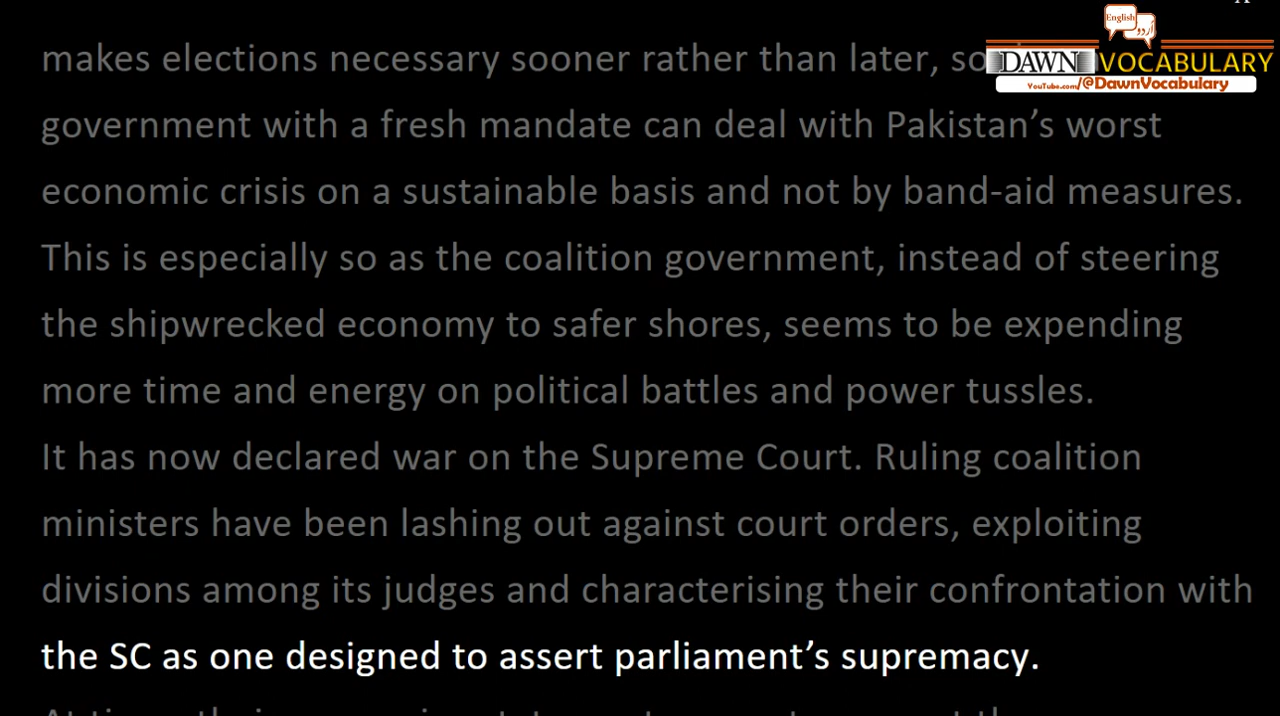 English
اردو
DAWN VOCABULARY
YouTube.com/@DawnVocabulary
makes elections necessary sooner rather than later, so
government with a fresh mandate can deal with Pakistan’s worst
economic crisis on a sustainable basis and not by band-aid measures.
This is especially so as the coalition government, instead of steering
the shipwrecked economy to safer shores, seems to be expending
more time and energy on political battles and power tussles.
It has now declared war on the Supreme Court. Ruling coalition
ministers have been lashing out against court orders, exploiting
divisions among its judges and characterising their confrontation with
the SC as one designed to assert parliament’s supremacy.